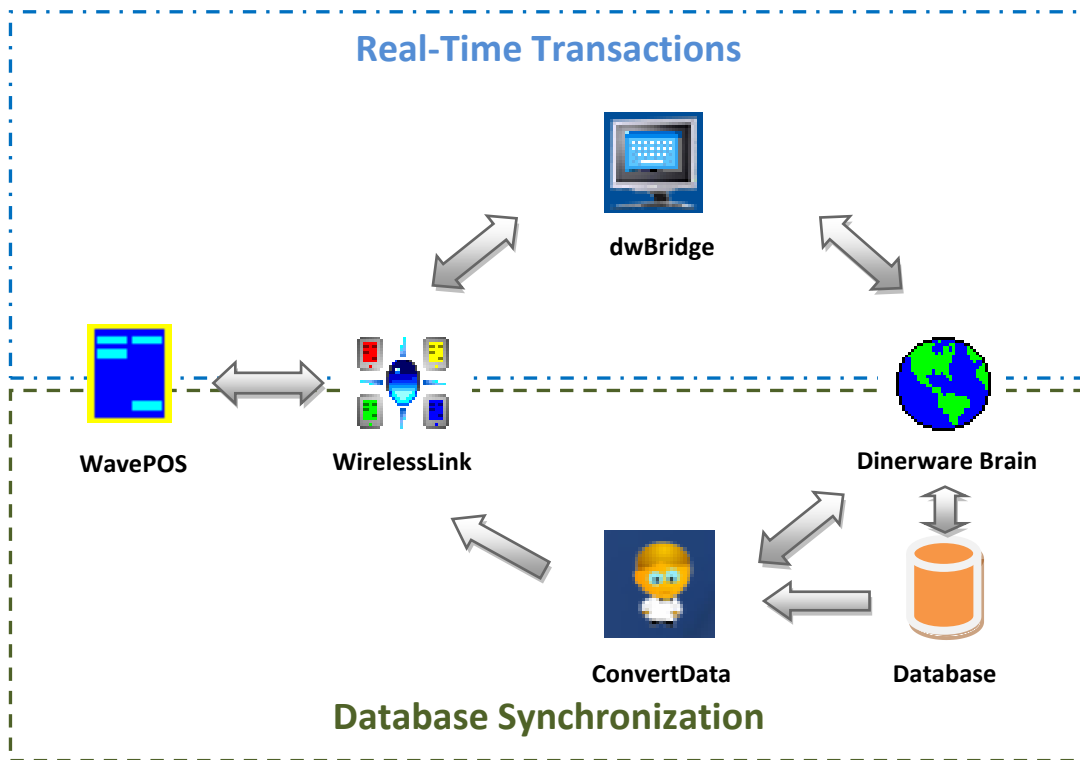 Real-Time Transactions
dwBridge
WavePOS
WirelessLink
Dinerware Brain
ConvertData
Database
Database Synchronization